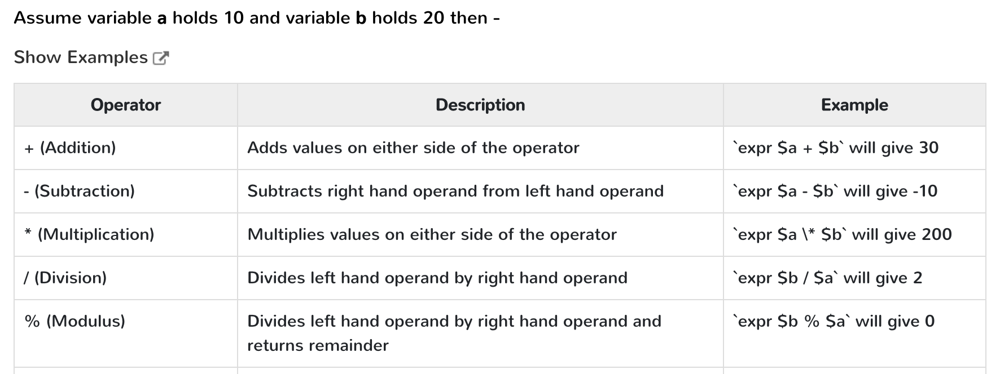 Assume variable a holds 10 and variable b holds 20 then -
Show Examples
Operator Description Example
+ (Addition) Adds values on either side of the operator `expr $a + $b` will give 30
- (Subtraction) Subtracts right hand operand from left hand operand `expr $a - $b` will give -10
* (Multiplication) Multiplies values on either side of the operator `expr $a \* $b` will give 200
/ (Division) Divides left hand operand by right hand operand `expr $b / $a` will give 2
% (Modulus) Divides left hand operand by right hand operand and `expr $b % $a` will give 0
returns remainder